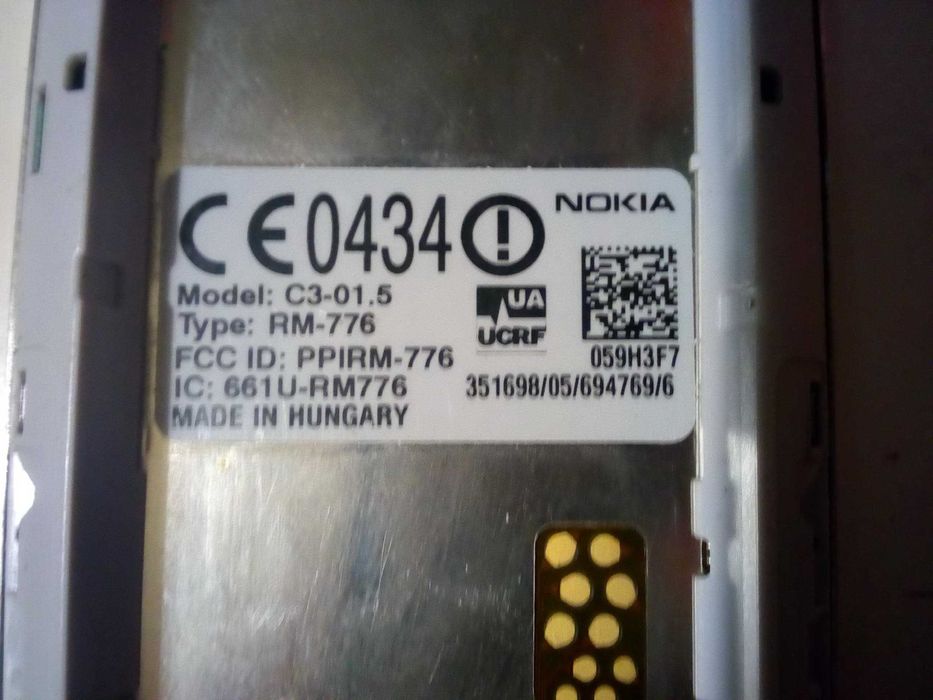 CE0434 NOKIA
Model: C3-01.5
Type: RM-776
FCC ID: PPIRM-776
IC: 661U-RM776
MADE IN HUNGARY
UA
UCRF
059H3F7
351698/05/694769/6